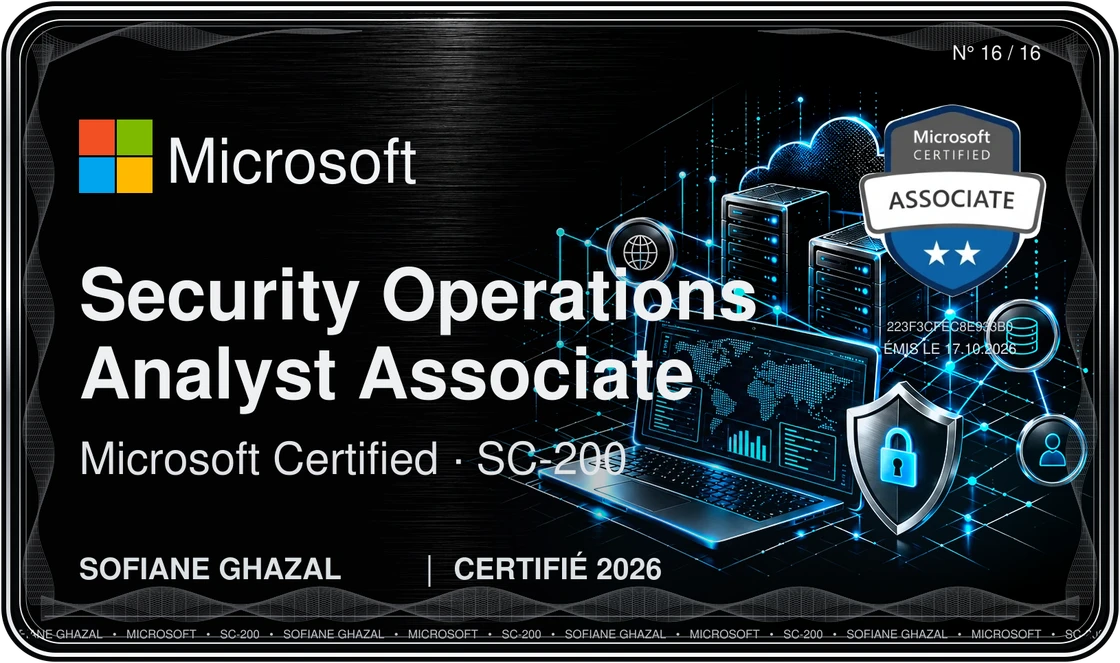 N° 16 / 16
Microsoft
Microsoft
CERTIFIED
ASSOCIATE
Security Operations
Analyst Associate
223F3CFEC8E933B0
ÉMIS LE 17.10.2026
Microsoft Certified · SC-200
SOFIANE GHAZAL | CERTIFIÉ 2026
ANE GHAZAL • MICROSOFT • SC-200 • SOFIANE GHAZAL • MICROSOFT • SC-200 • SOFIANE GHAZAL • MICROSOFT • SC-200 • SOFIANE GHAZAL • MICROSOFT •